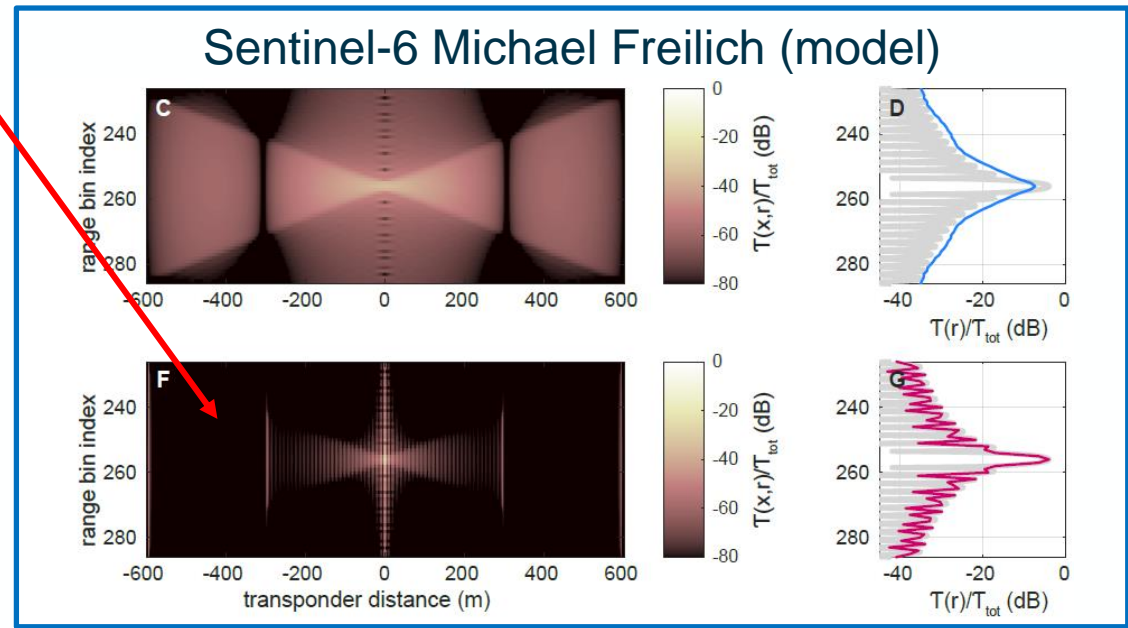 Sentinel-6 Michael Freilich (model)
C
range bin index
240
260
280
-600 -400 -200 0 200 400 600
0
-20
-40
-60
-80
T(x,r)/T_tot (dB)
D
240
260
280
-40 -20 0
T(r)/T_tot (dB)
F
range bin index
240
260
280
-600 -400 -200 0 200 400 600
transponder distance (m)
0
-20
-40
-60
-80
T(x,r)/T_tot (dB)
G
240
260
280
-40 -20 0
T(r)/T_tot (dB)